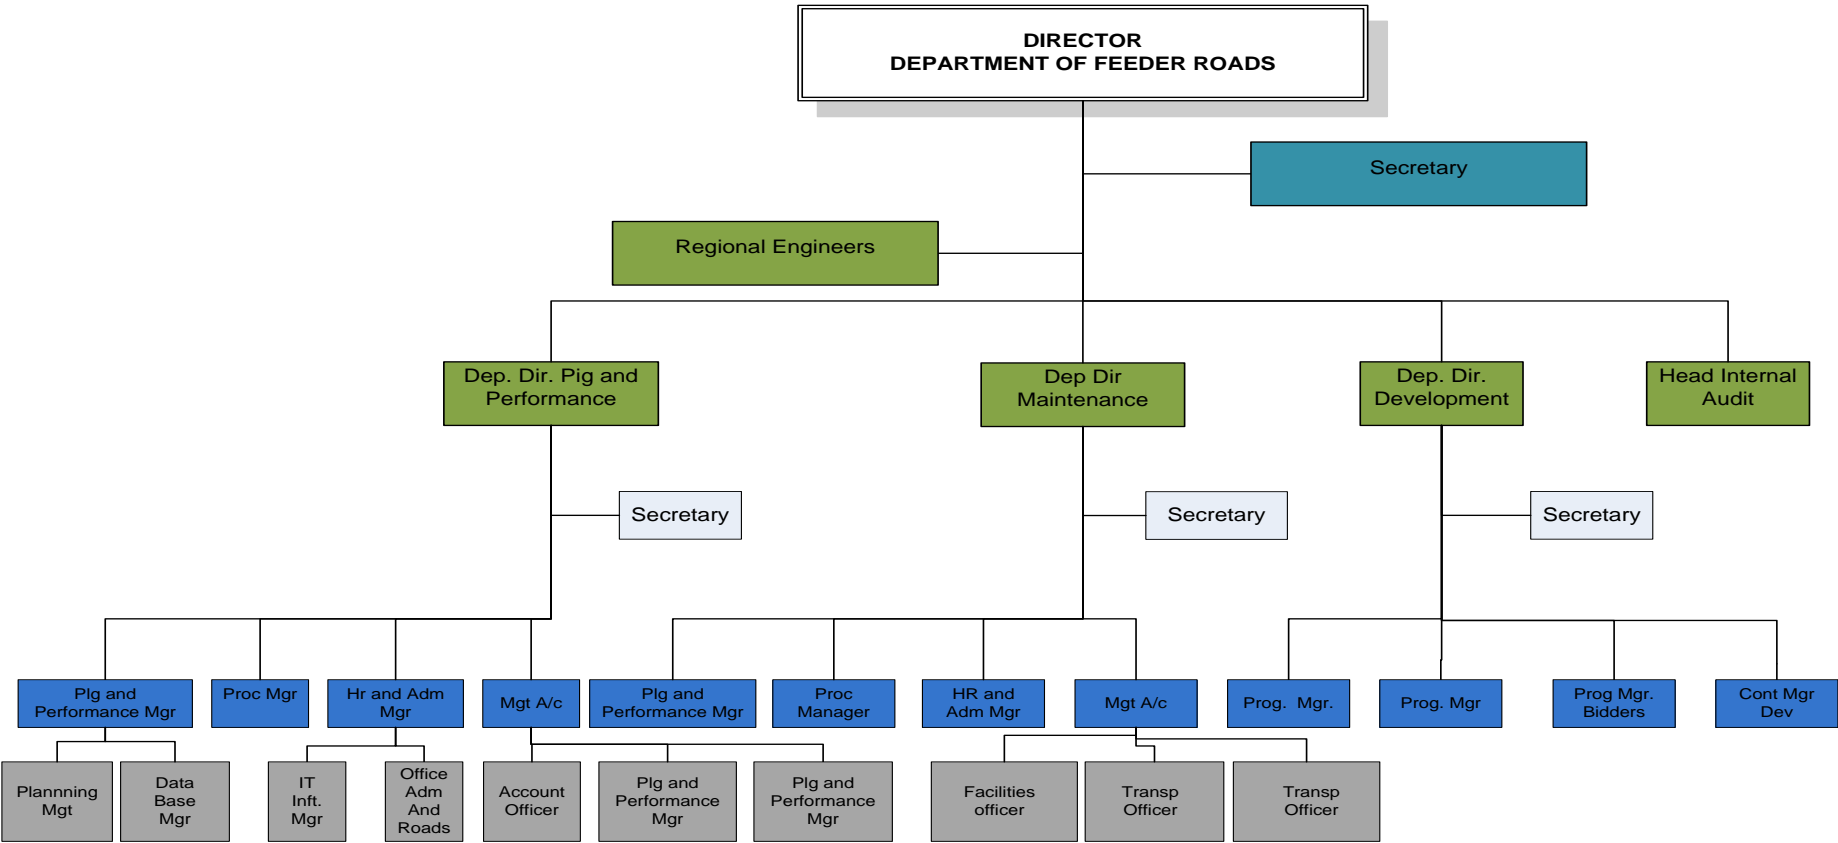 DIRECTOR
DEPARTMENT OF FEEDER ROADS
Secretary
Regional Engineers
Dep. Dir. Pig and
Performance
Dep Dir
Maintenance
Dep. Dir.
Development
Head Internal
Audit
Secretary
Secretary
Secretary
Plg and
Performance Mgr
Proc Mgr
Hr and Adm
Mgr
Mgt A/c
Plg and
Performance Mgr
Proc
Manager
HR and
Adm Mgr
Mgt A/c
Prog. Mgr.
Prog. Mgr
Prog Mgr.
Bidders
Cont Mgr
Dev
Plannning
Mgt
Data
Base
Mgr
IT
Inft.
Mgr
Office
Adm
And
Roads
Account
Officer
Plg and
Performance
Mgr
Plg and
Performance
Mgr
Facilities
officer
Transp
Officer
Transp
Officer